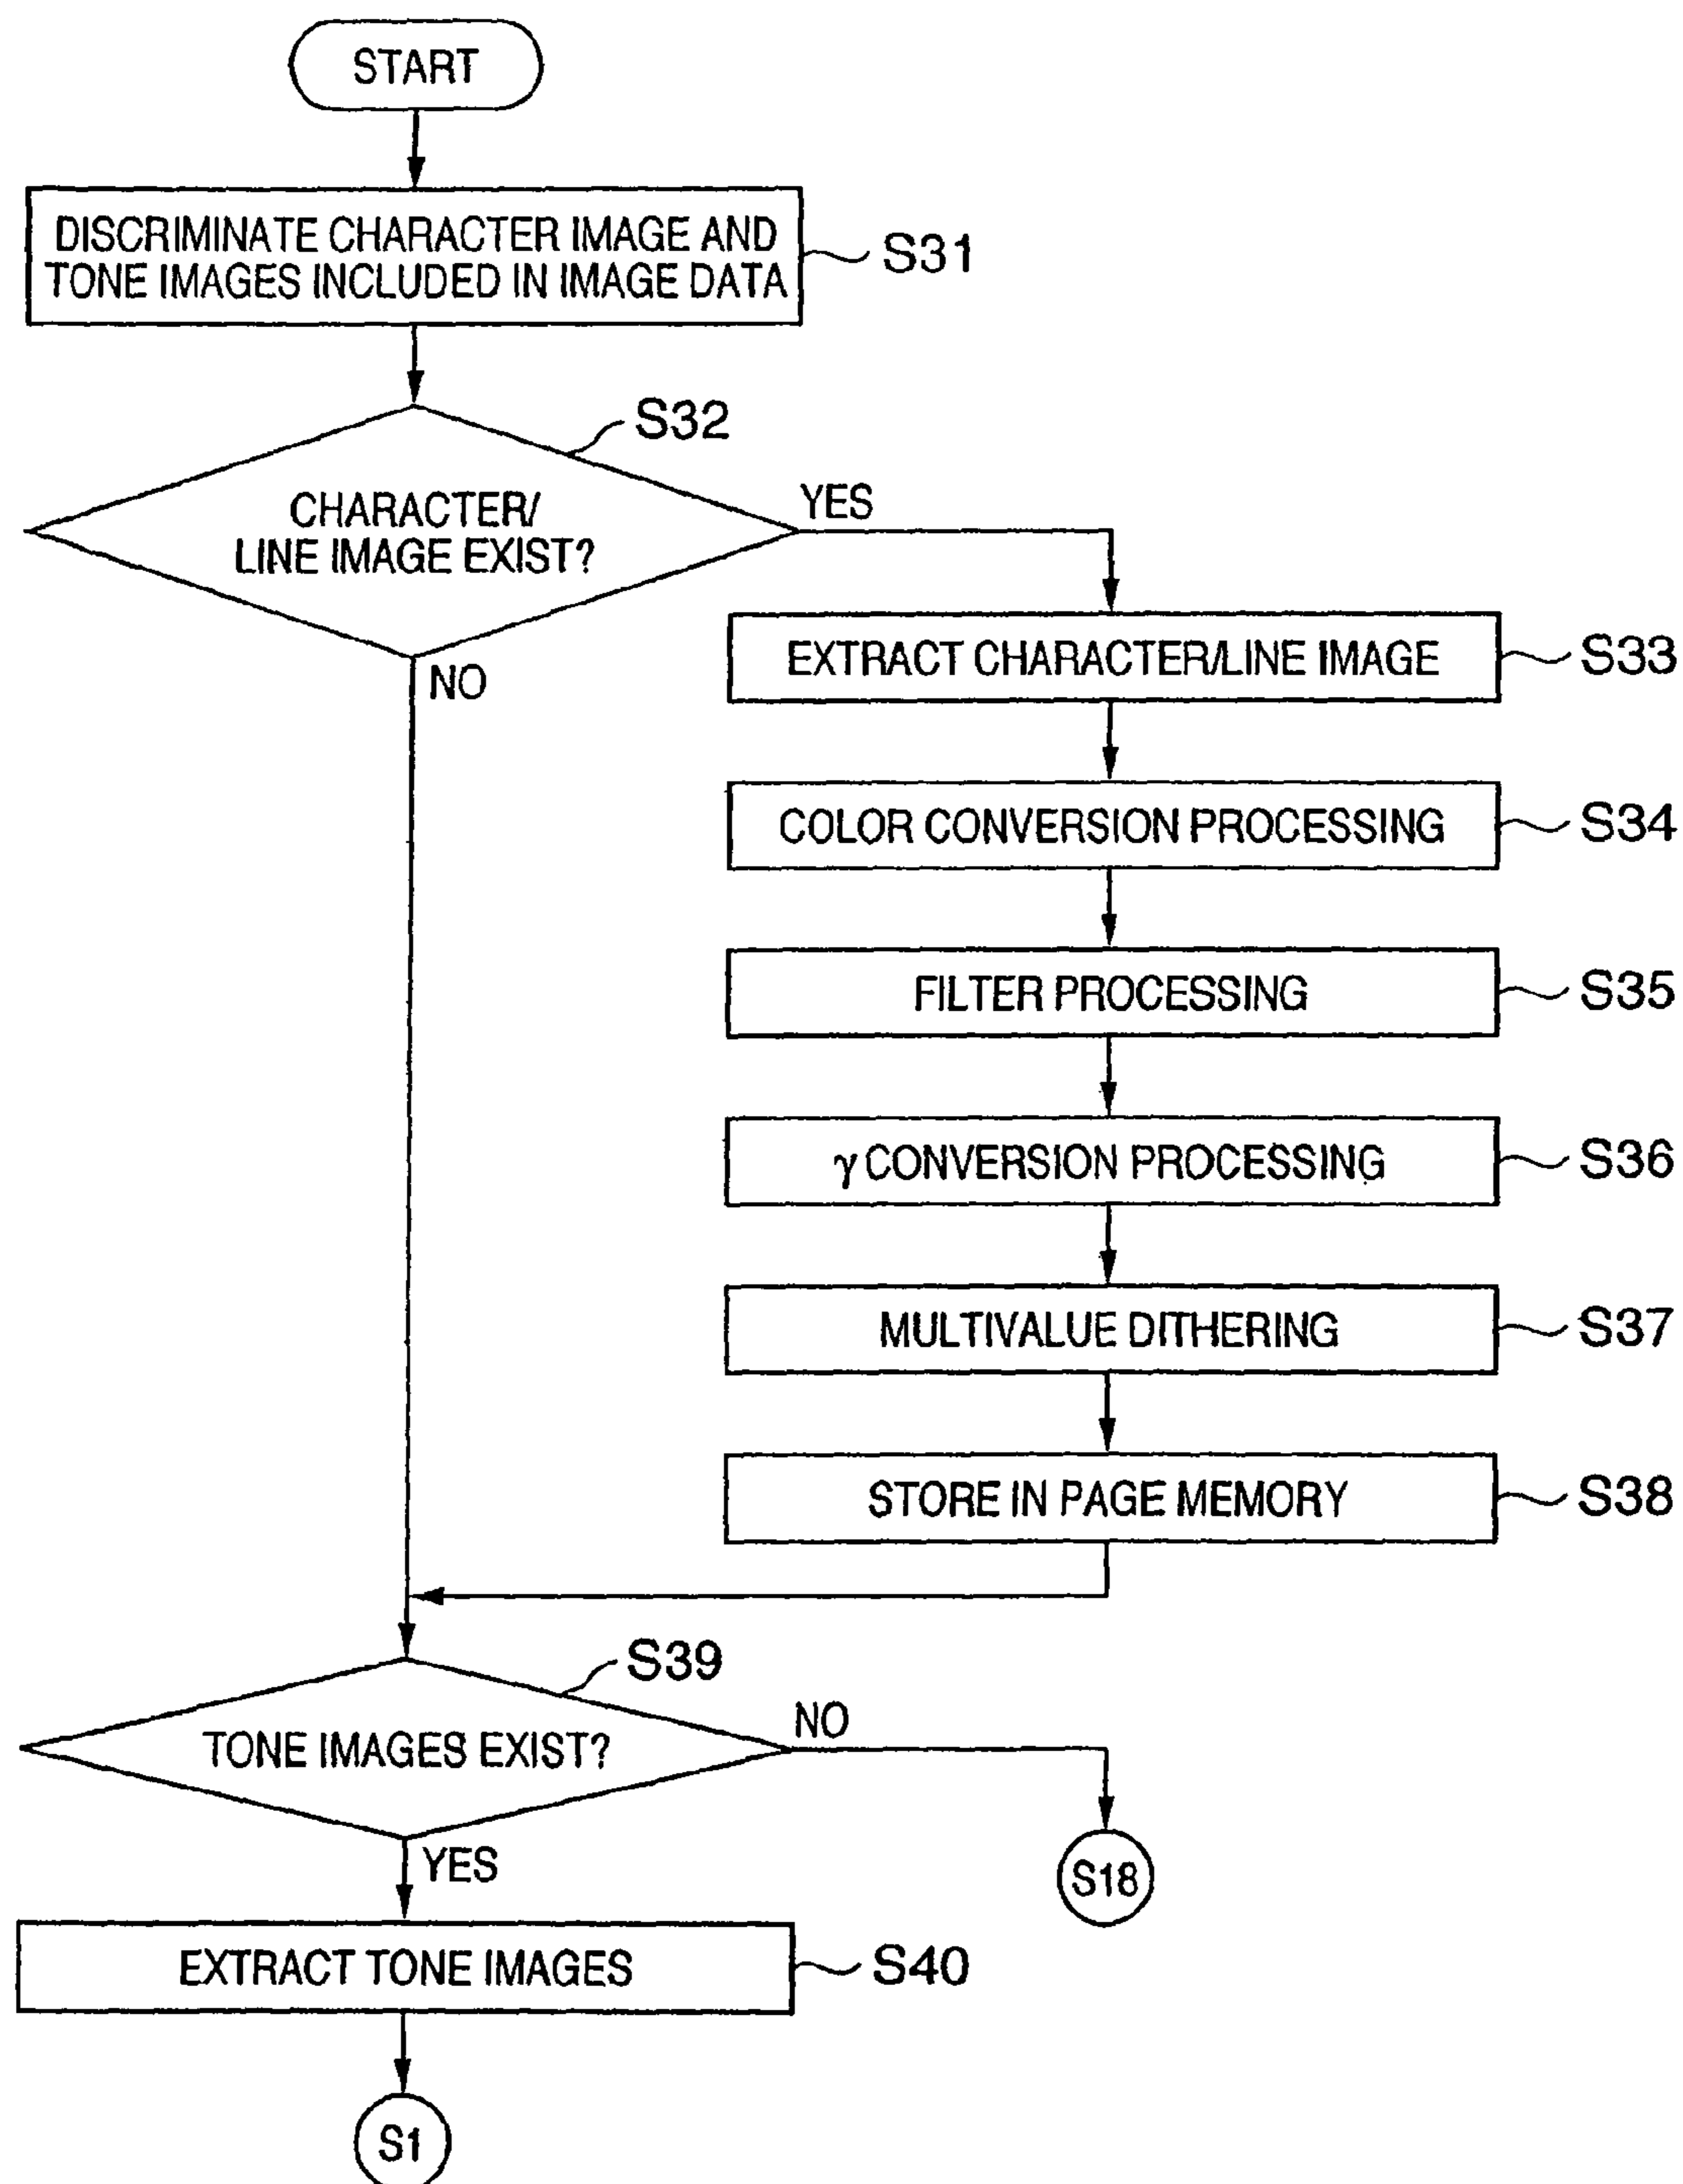 START
DISCRIMINATE CHARACTER IMAGE AND
TONE IMAGES INCLUDED IN IMAGE DATA
S31
S32
CHARACTER/
LINE IMAGE EXIST?
YES
NO
EXTRACT CHARACTER/LINE IMAGE
S33
COLOR CONVERSION PROCESSING
S34
FILTER PROCESSING
S35
γ CONVERSION PROCESSING
S36
MULTIVALUE DITHERING
S37
STORE IN PAGE MEMORY
S38
S39
TONE IMAGES EXIST?
NO
YES
S18
EXTRACT TONE IMAGES
S40
S1